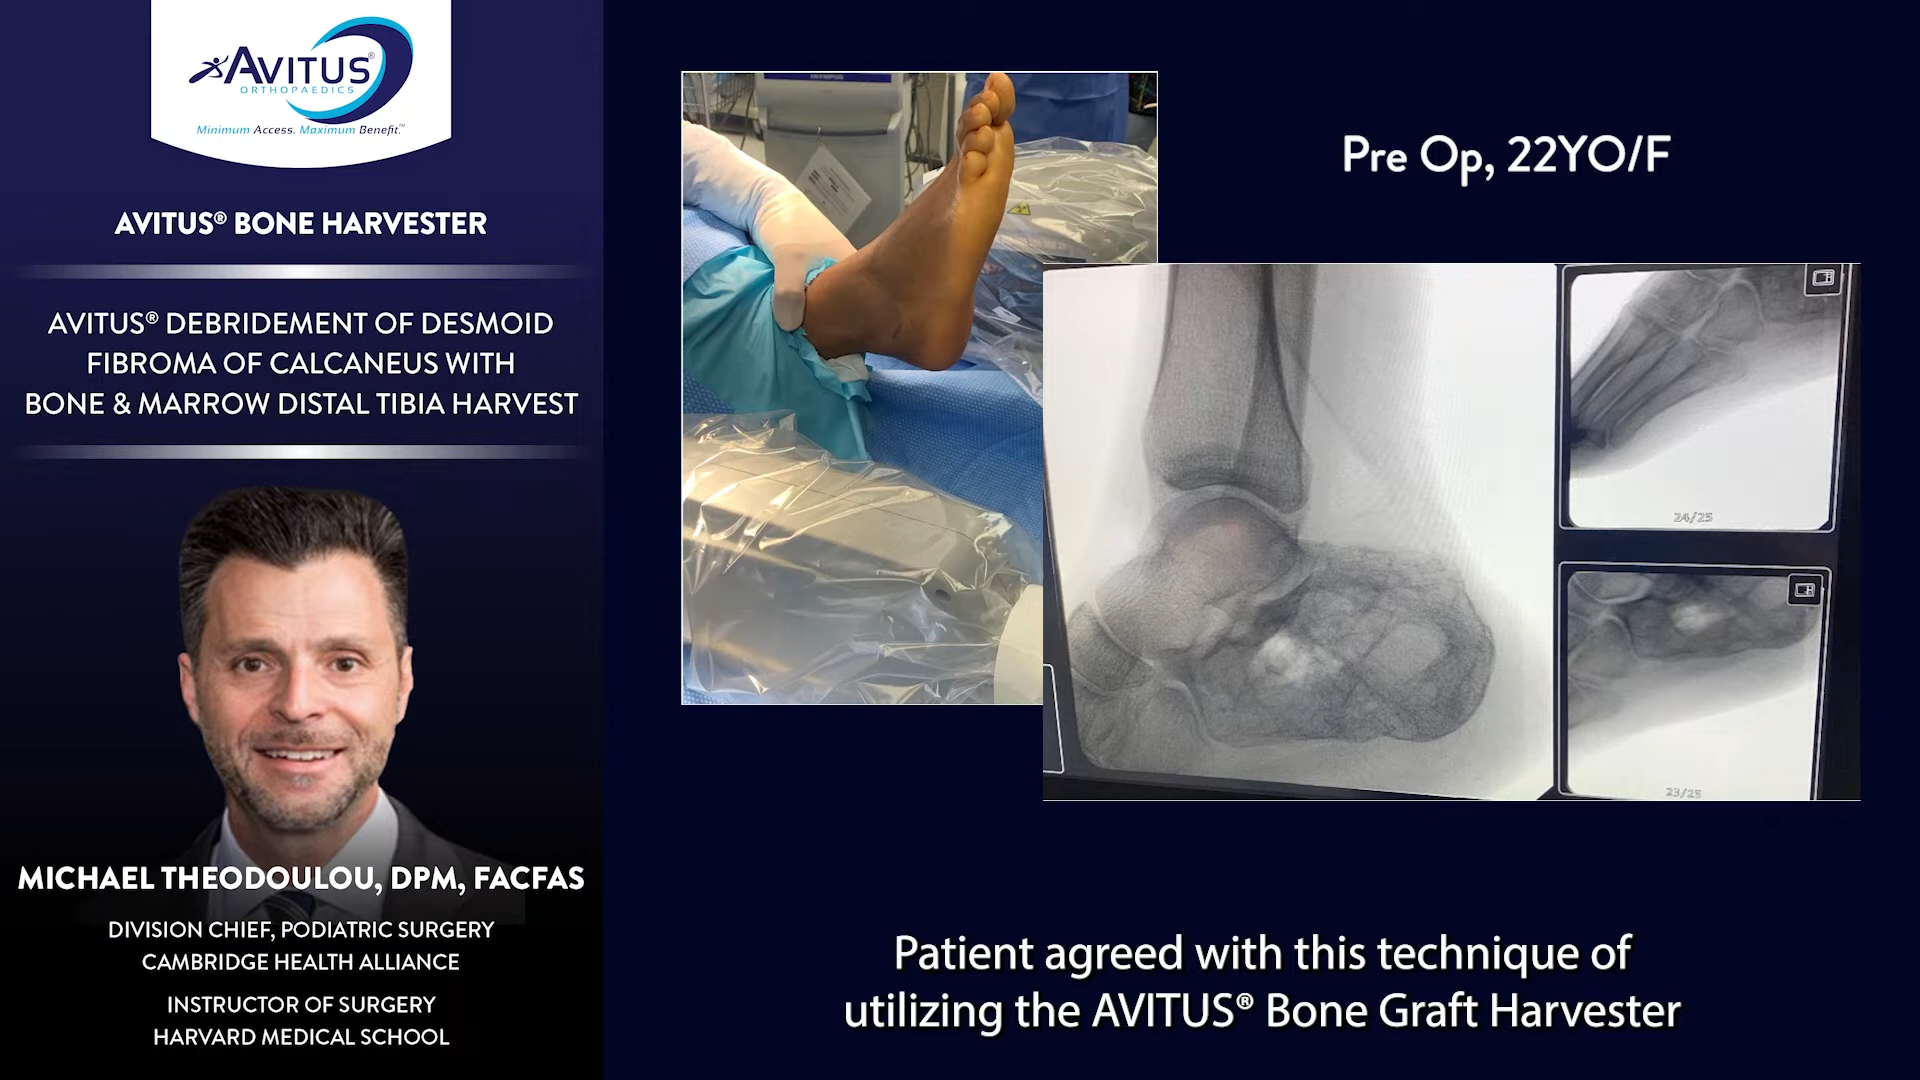 AVITUS®
ORTHOPAEDICS
Minimum Access. Maximum Benefit.™
AVITUS® BONE HARVESTER
AVITUS® DEBRIDEMENT OF DESMOID
FIBROMA OF CALCANEUS WITH
BONE & MARROW DISTAL TIBIA HARVEST
MICHAEL THEODOULOU, DPM, FACFAS
DIVISION CHIEF, PODIATRIC SURGERY
CAMBRIDGE HEALTH ALLIANCE
INSTRUCTOR OF SURGERY
HARVARD MEDICAL SCHOOL
OLYMPUS
Pre Op, 22YO/F
24/25
23/25
Patient agreed with this technique of
utilizing the AVITUS® Bone Graft Harvester